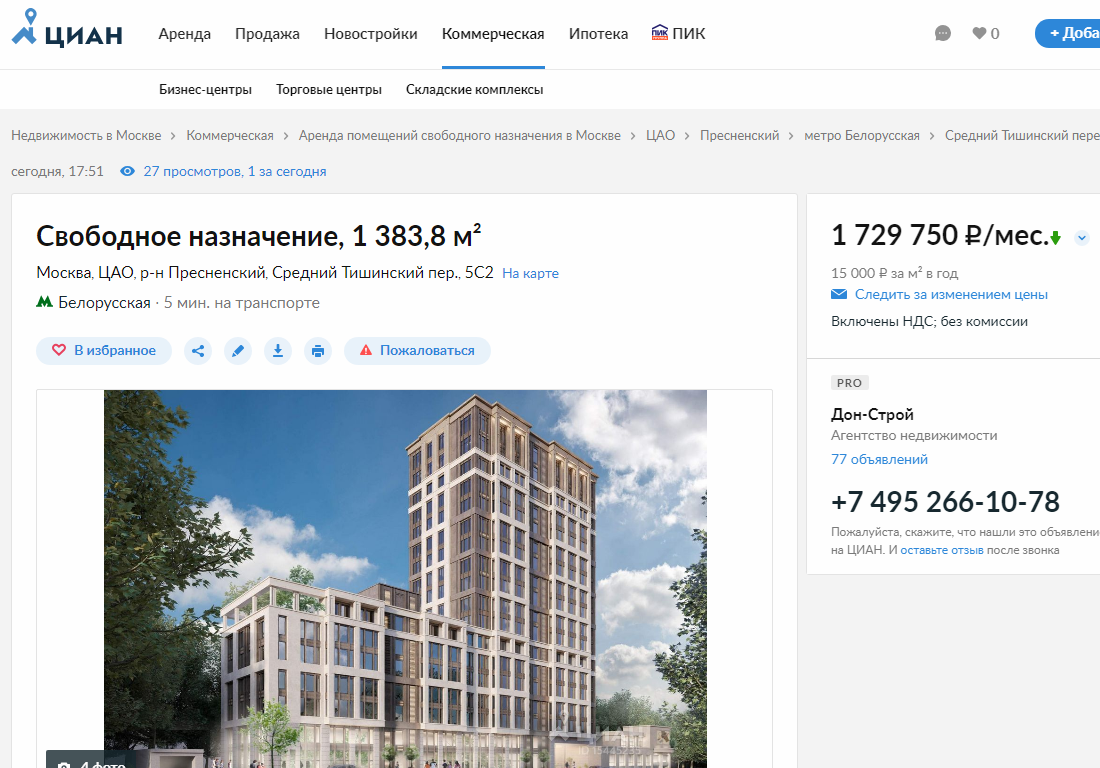 ЦИАН
Аренда Продажа Новостройки Коммерческая Ипотека ПИК
0
+ Доба
Бизнес-центры Торговые центры Складские комплексы
Недвижимость в Москве > Коммерческая > Аренда помещений свободного назначения в Москве > ЦАО > Пресненский > метро Белорусская > Средний Тишинский пере
сегодня, 17:51 27 просмотров, 1 за сегодня
Свободное назначение, 1 383,8 м²
Москва, ЦАО, р-н Пресненский, Средний Тишинский пер., 5С2 На карте
Белорусская · 5 мин. на транспорте
В избранное Пожаловаться
4 фото
1 729 750 ₽/мес.
15 000 ₽ за м² в год
Следить за изменением цены
Включены НДС; без комиссии
PRO
Дон-Строй
Агентство недвижимости
77 объявлений
+7 495 266-10-78
Пожалуйста, скажите, что нашли это объявлени
на ЦИАН. И оставьте отзыв после звонка